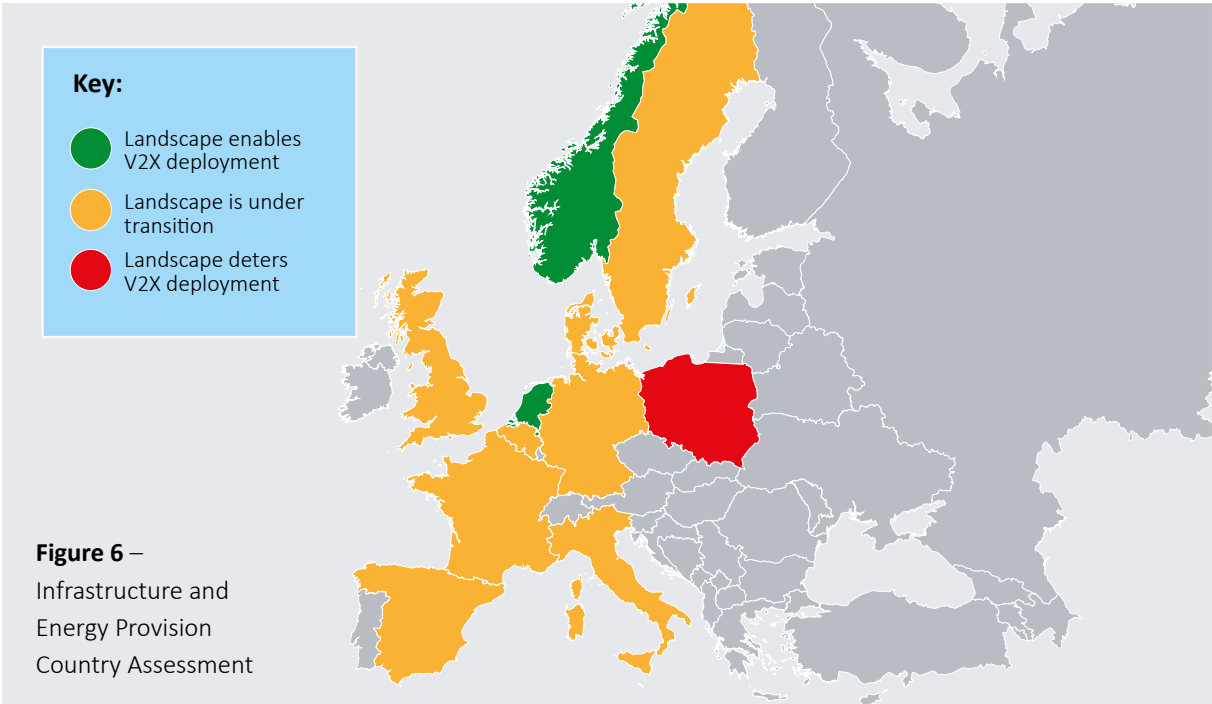 Key:
Landscape enables
V2X deployment
Landscape is under
transition
Landscape deters
V2X deployment
Figure 6 –
Infrastructure and
Energy Provision
Country Assessment